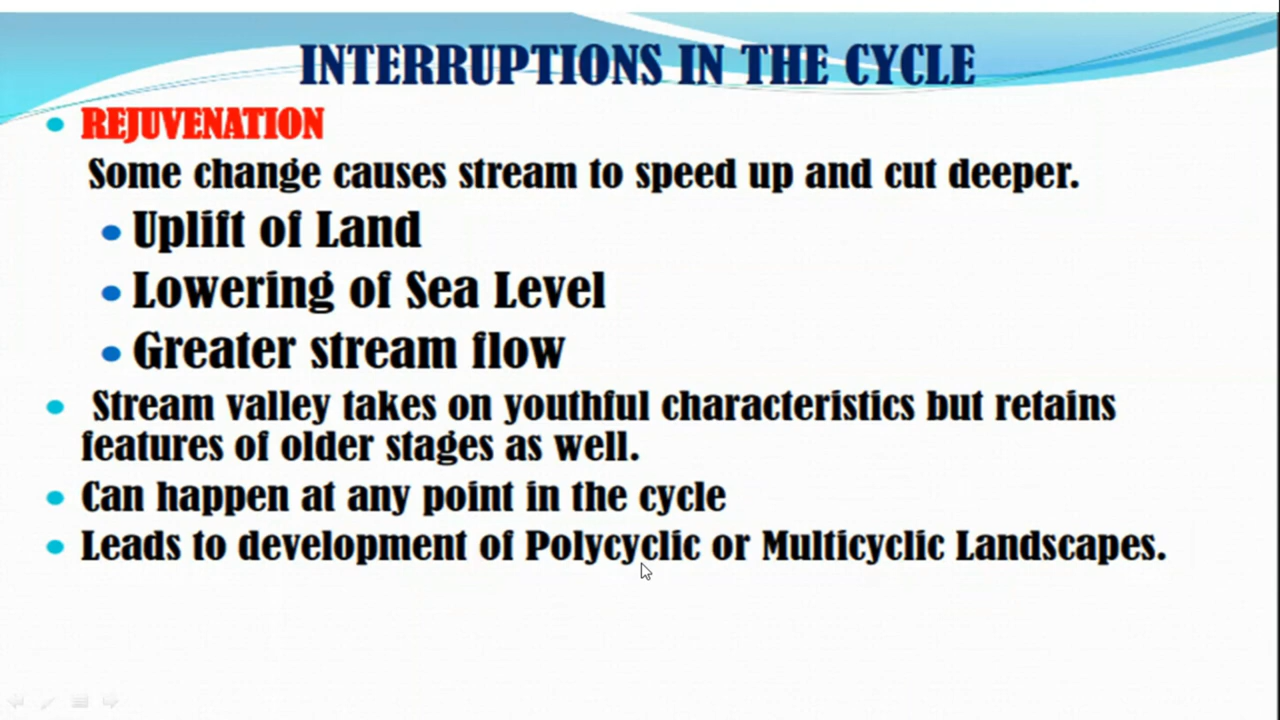 INTERRUPTIONS IN THE CYCLE
REJUVENATION
Some change causes stream to speed up and cut deeper.
Uplift of Land
Lowering of Sea Level
Greater stream flow
Stream valley takes on youthful characteristics but retains
features of older stages as well.
Can happen at any point in the cycle
Leads to development of Polycyclic or Multicyclic Landscapes.